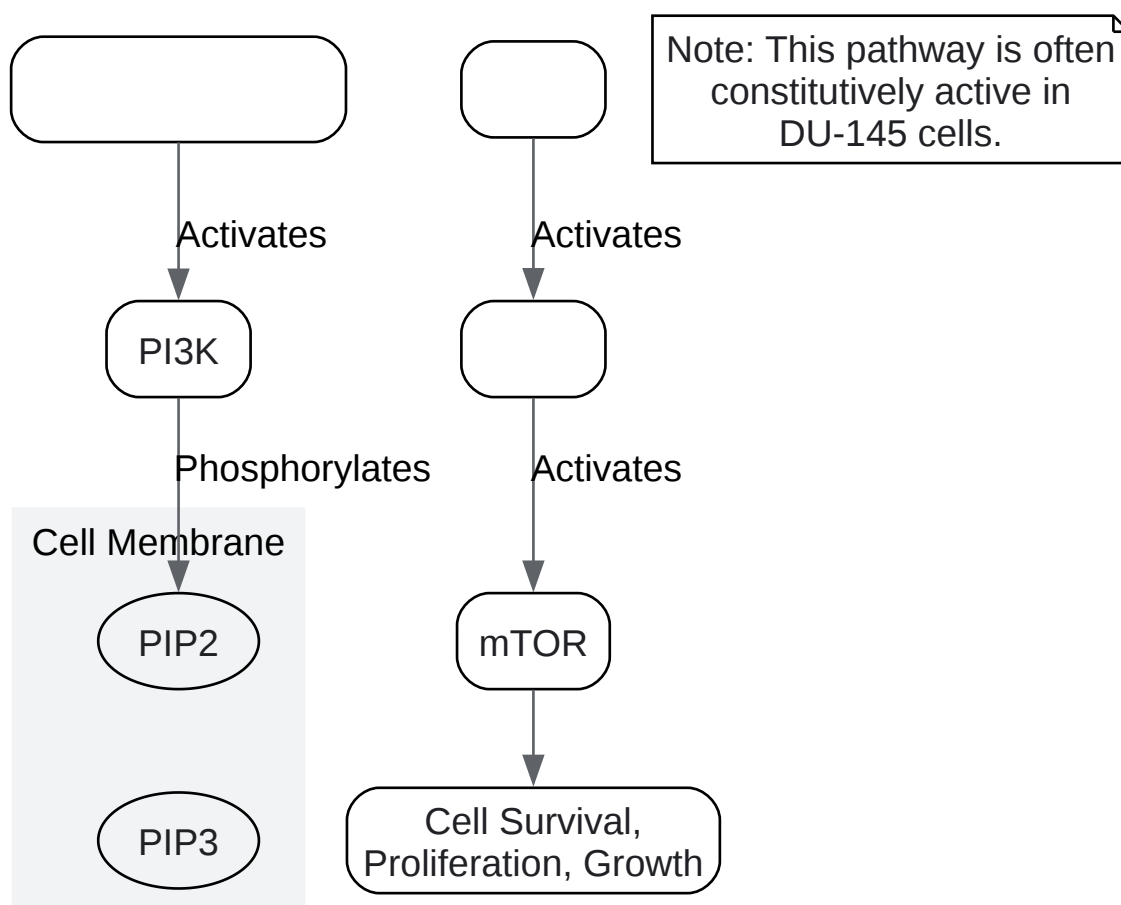 Note: This pathway is often
constitutively active in
DU-145 cells.
Activates
Activates
PI3K
Phosphorylates
Activates
Cell Membrane
PIP2
mTOR
PIP3
Cell Survival,
Proliferation, Growth